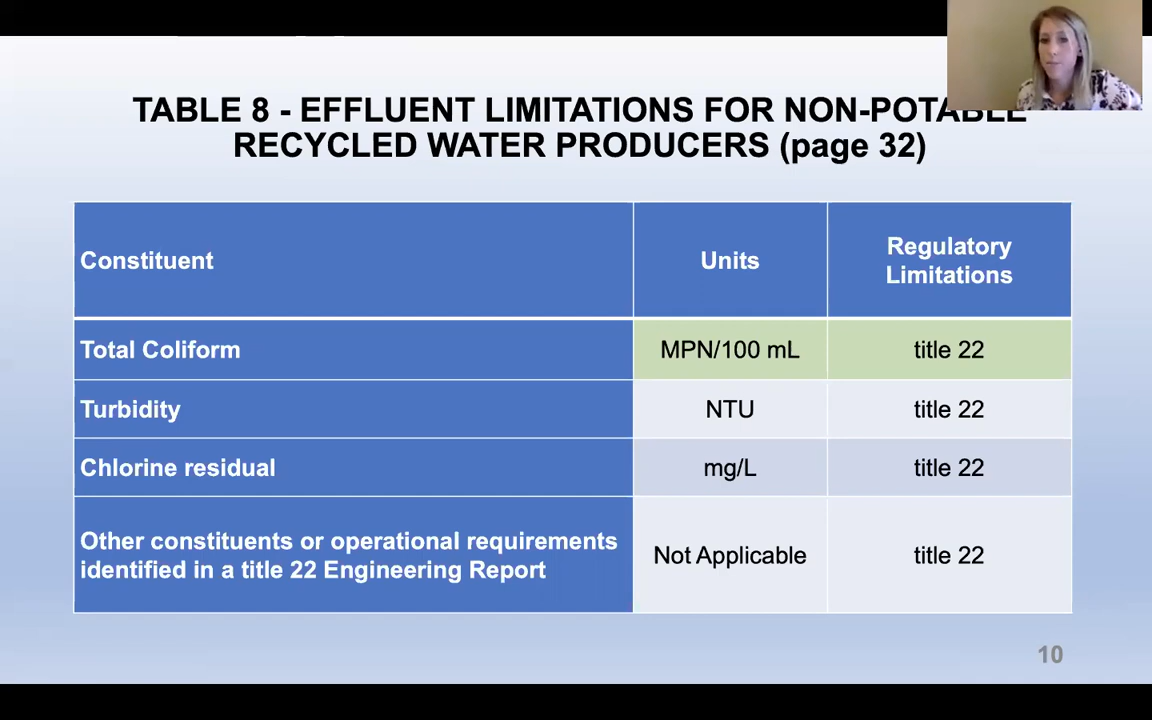 TABLE 8 - EFFLUENT LIMITATIONS FOR NON-POTABLE
RECYCLED WATER PRODUCERS (page 32)
Constituent
Units
Regulatory
Limitations
Total Coliform
MPN/100 mL
title 22
Turbidity
NTU
title 22
Chlorine residual
mg/L
title 22
Other constituents or operational requirements
identified in a title 22 Engineering Report
Not Applicable
title 22
10